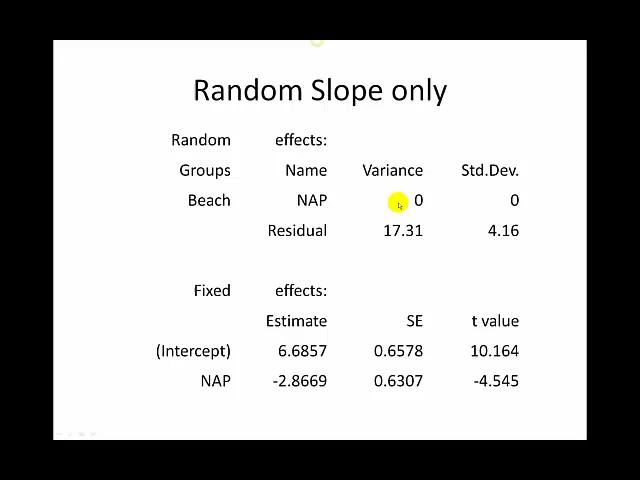 Random Slope only
Random effects:
Groups Name Variance Std.Dev.
Beach NAP 0 0
Residual 17.31 4.16
Fixed effects:
Estimate SE t value
(Intercept) 6.6857 0.6578 10.164
NAP -2.8669 0.6307 -4.545